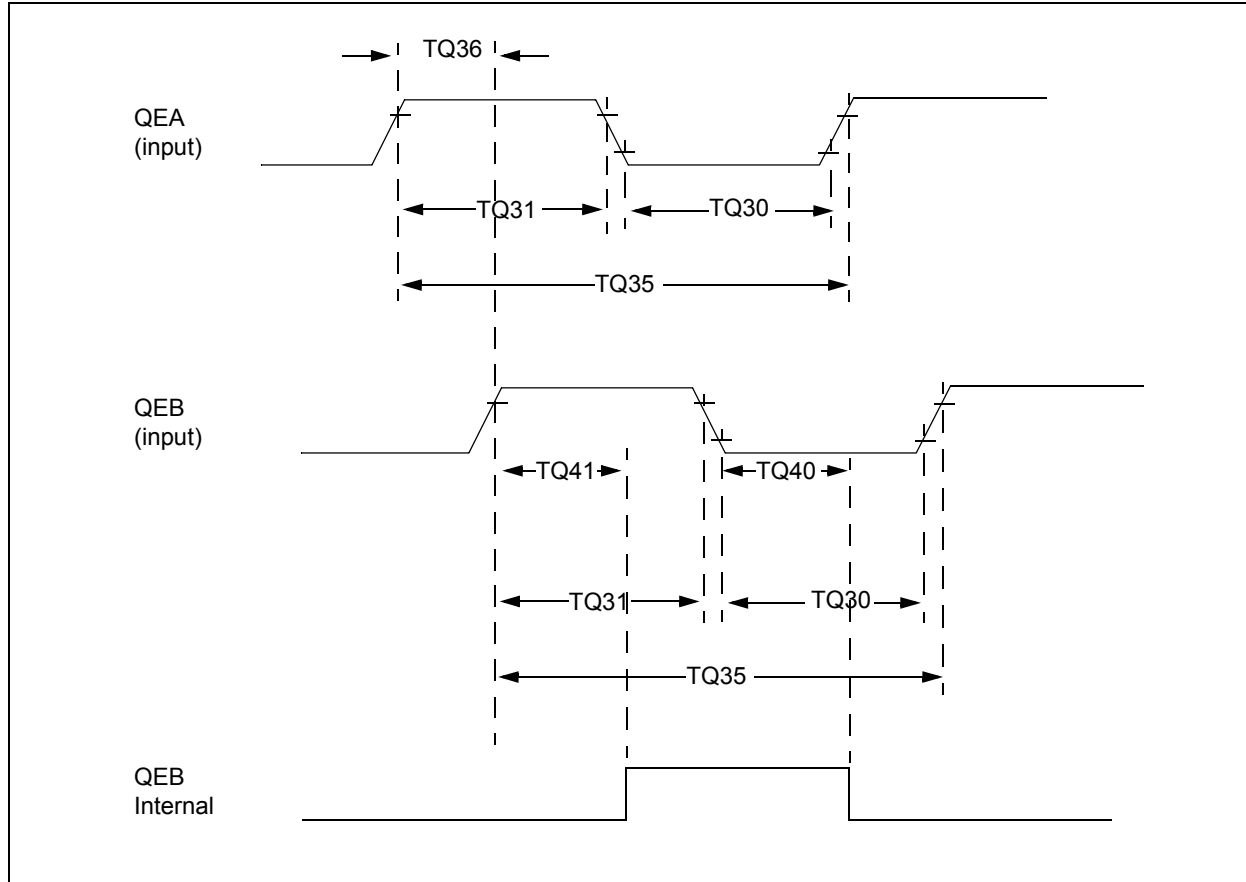 TQ36
QEA
(input)
TQ31
TQ30
TQ35
QEB
(input)
TQ41
TQ40
TQ31
TQ30
TQ35
QEB
Internal